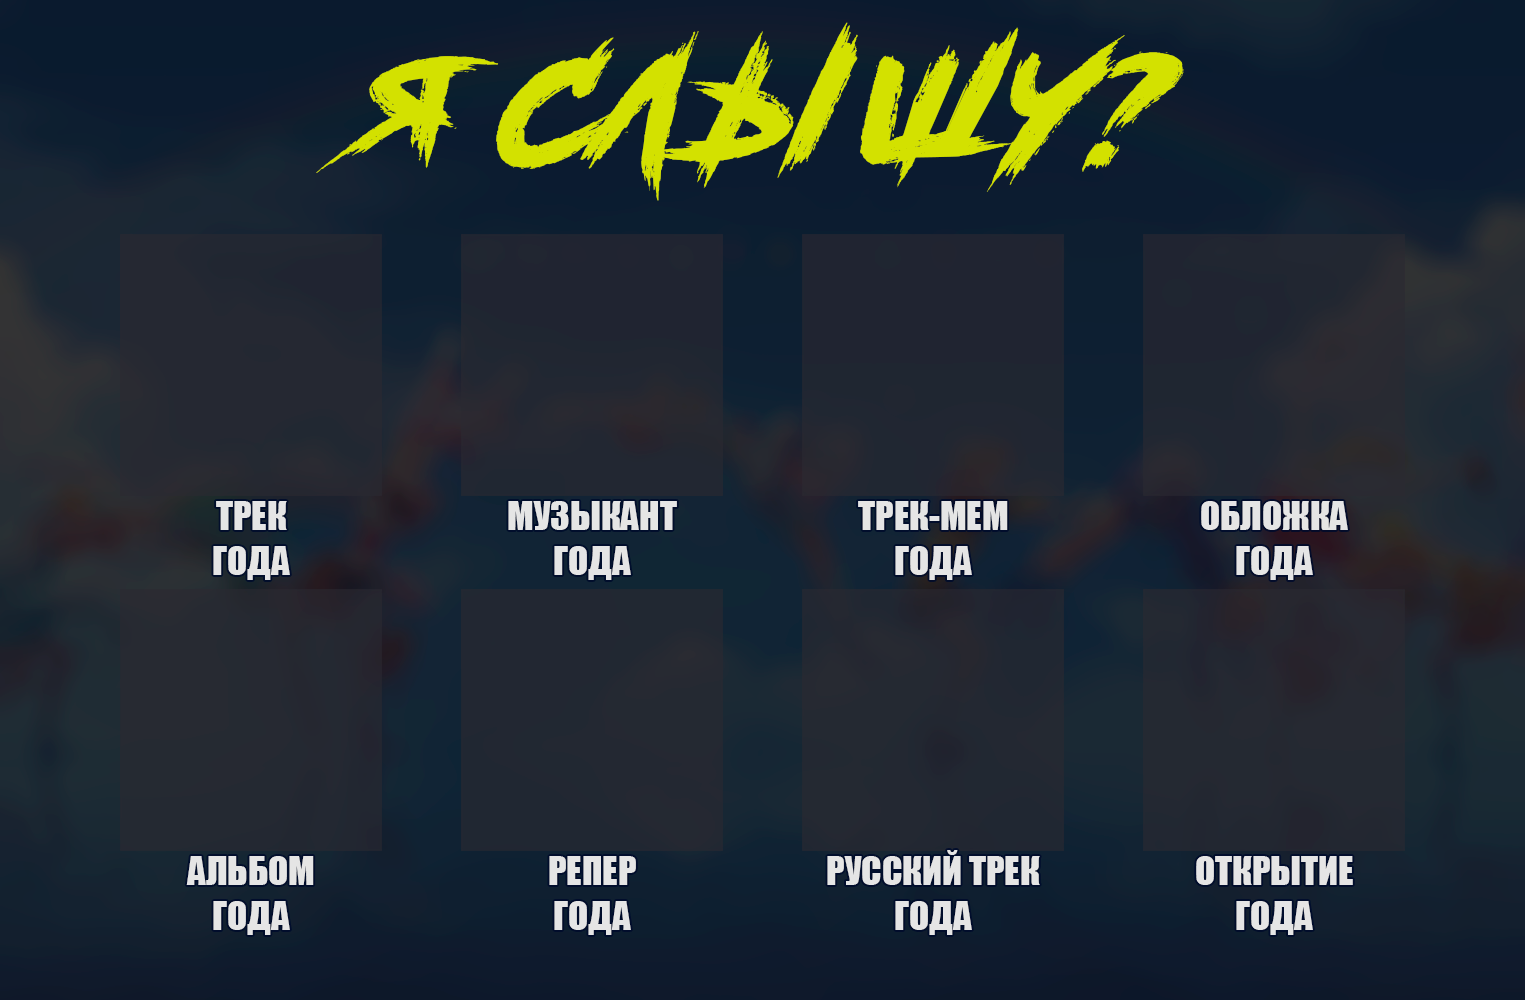 Я СЛЫШУ?
ТРЕК
ГОДА
МУЗЫКАНТ
ГОДА
ТРЕК-МЕМ
ГОДА
ОБЛОЖКА
ГОДА
АЛЬБОМ
ГОДА
РЕПЕР
ГОДА
РУССКИЙ ТРЕК
ГОДА
ОТКРЫТИЕ
ГОДА